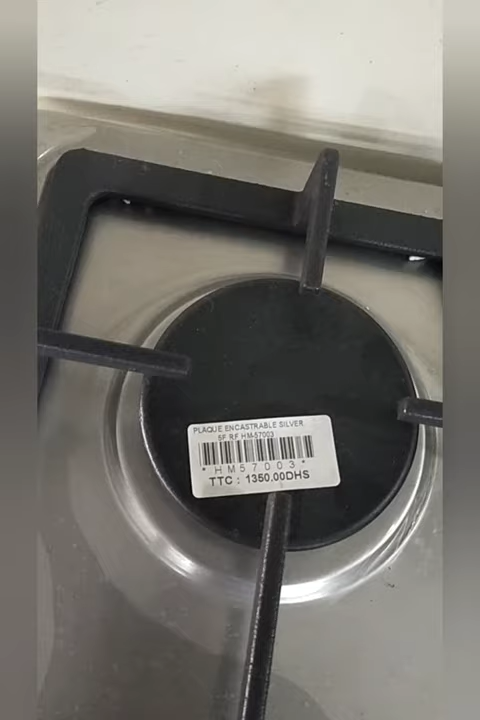 PLAQUE ENCASTRABLE SILVER
5F RF HM-57003
* HM57003 *
TTC : 1350.00DHS